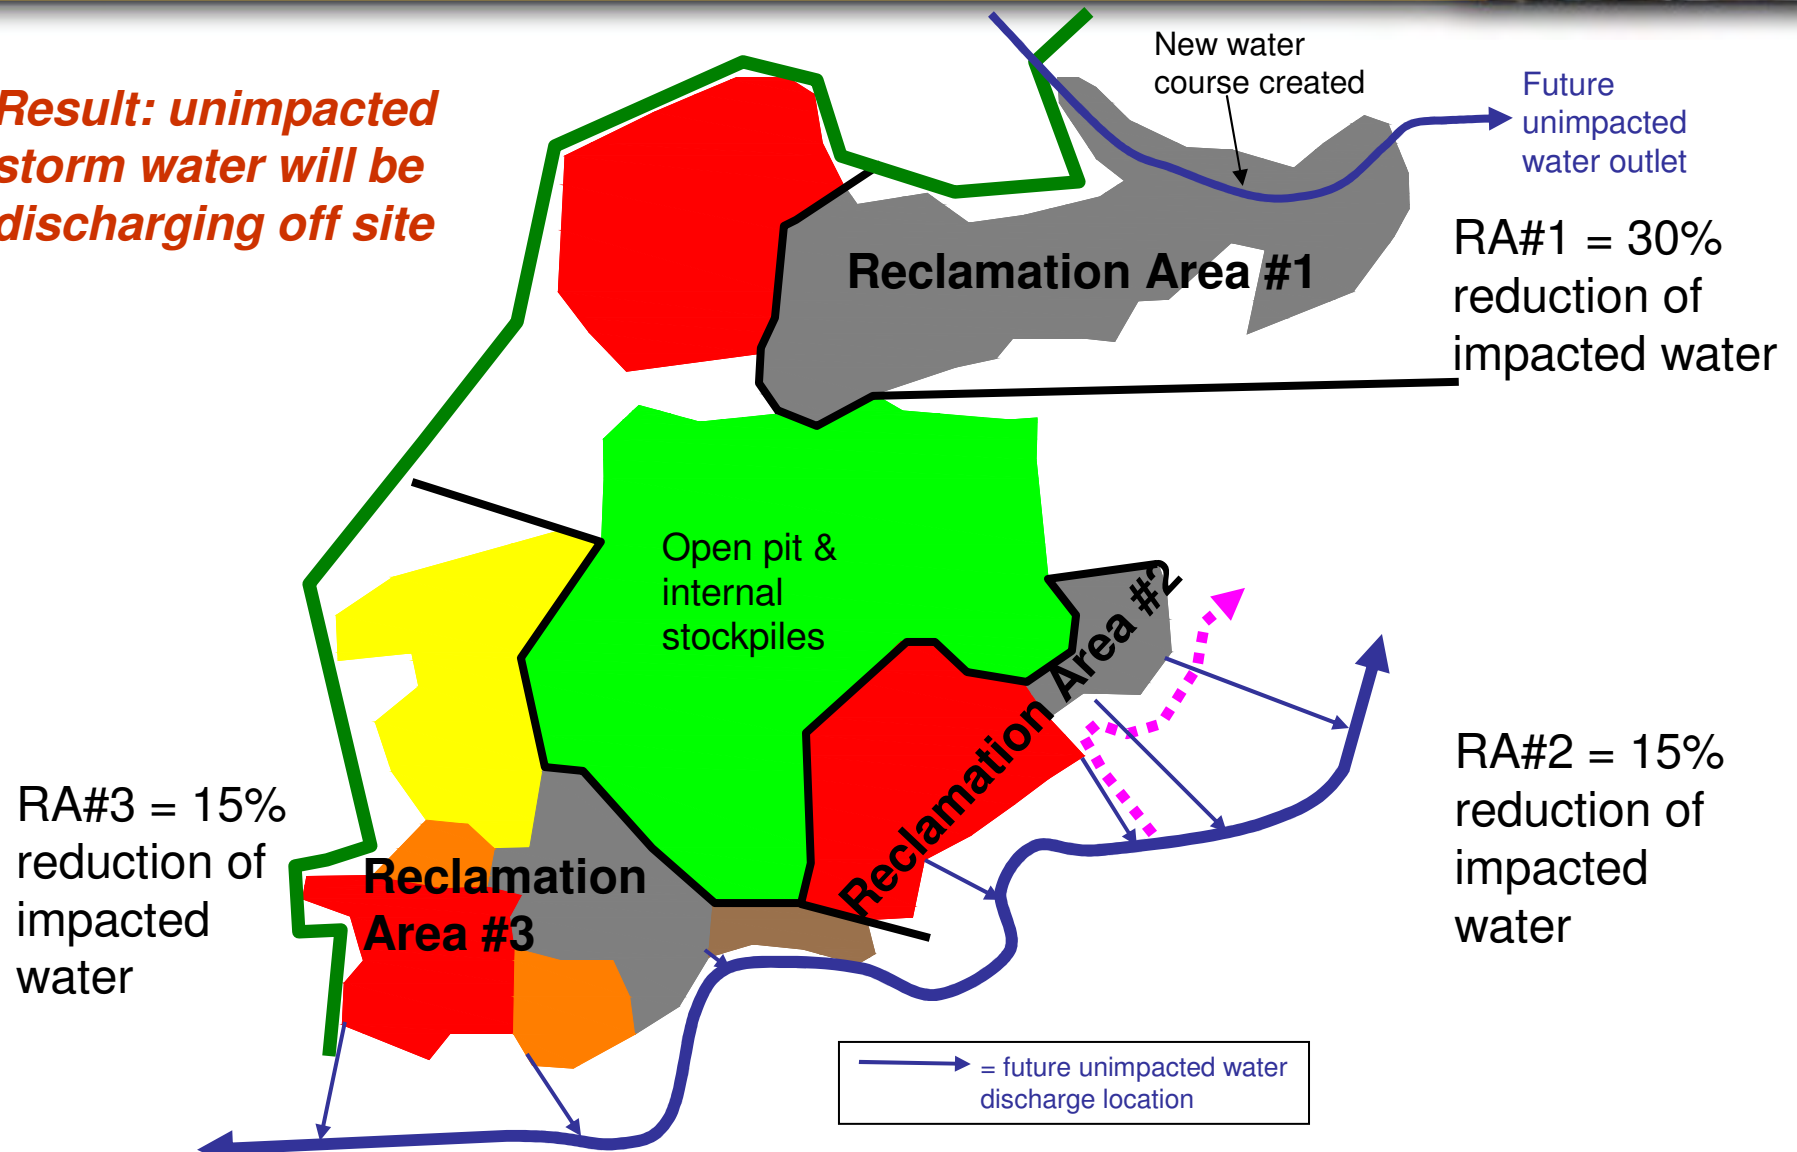 Result: unimpacted
storm water will be
discharging off site
New water
course created
Future
unimpacted
water outlet
RA#1 = 30%
reduction of
impacted water
Reclamation Area #1
Open pit &
internal
stockpiles
Reclamation Area #2
RA#2 = 15%
reduction of
impacted
water
RA#3 = 15%
reduction of
impacted
water
Reclamation
Area #3
= future unimpacted water
discharge location